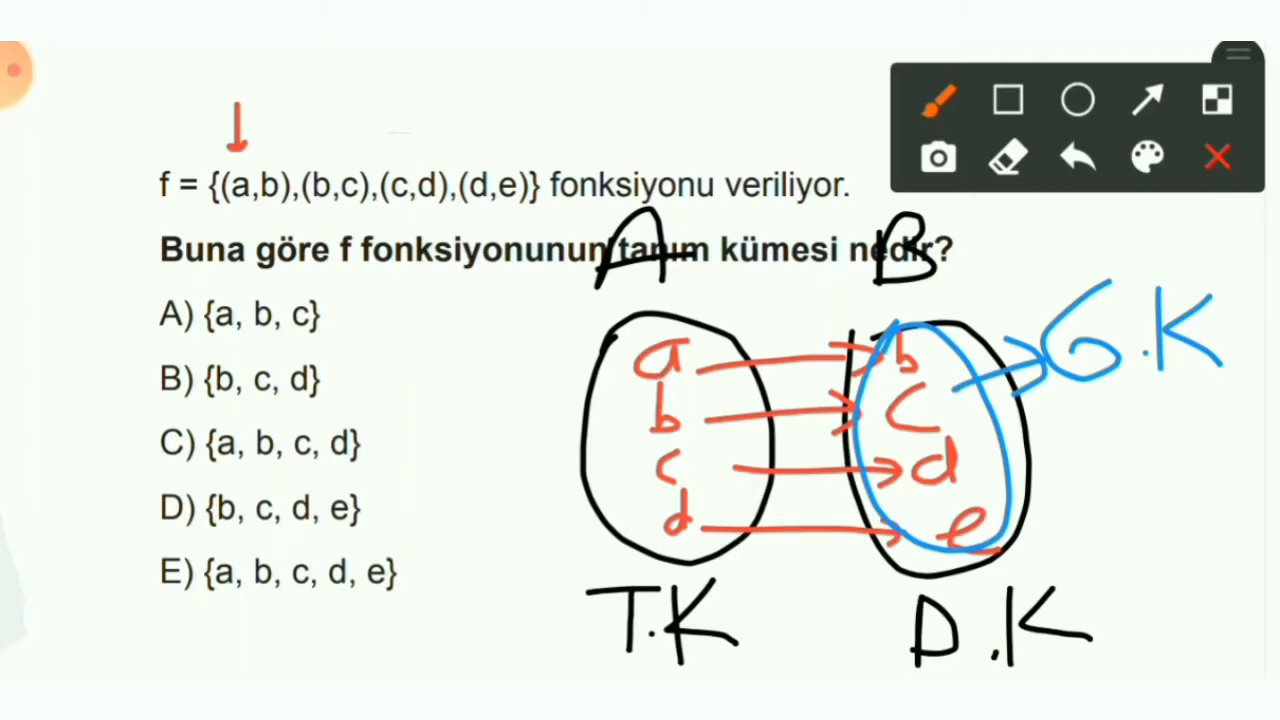 f = {(a,b),(b,c),(c,d),(d,e)} fonksiyonu veriliyor.
Buna göre f fonksiyonunun tanım kümesi nedir?
A) {a, b, c}
B) {b, c, d}
C) {a, b, c, d}
D) {b, c, d, e}
E) {a, b, c, d, e}
A B
a b
b c
c d
d e
G.K
T.K D.K